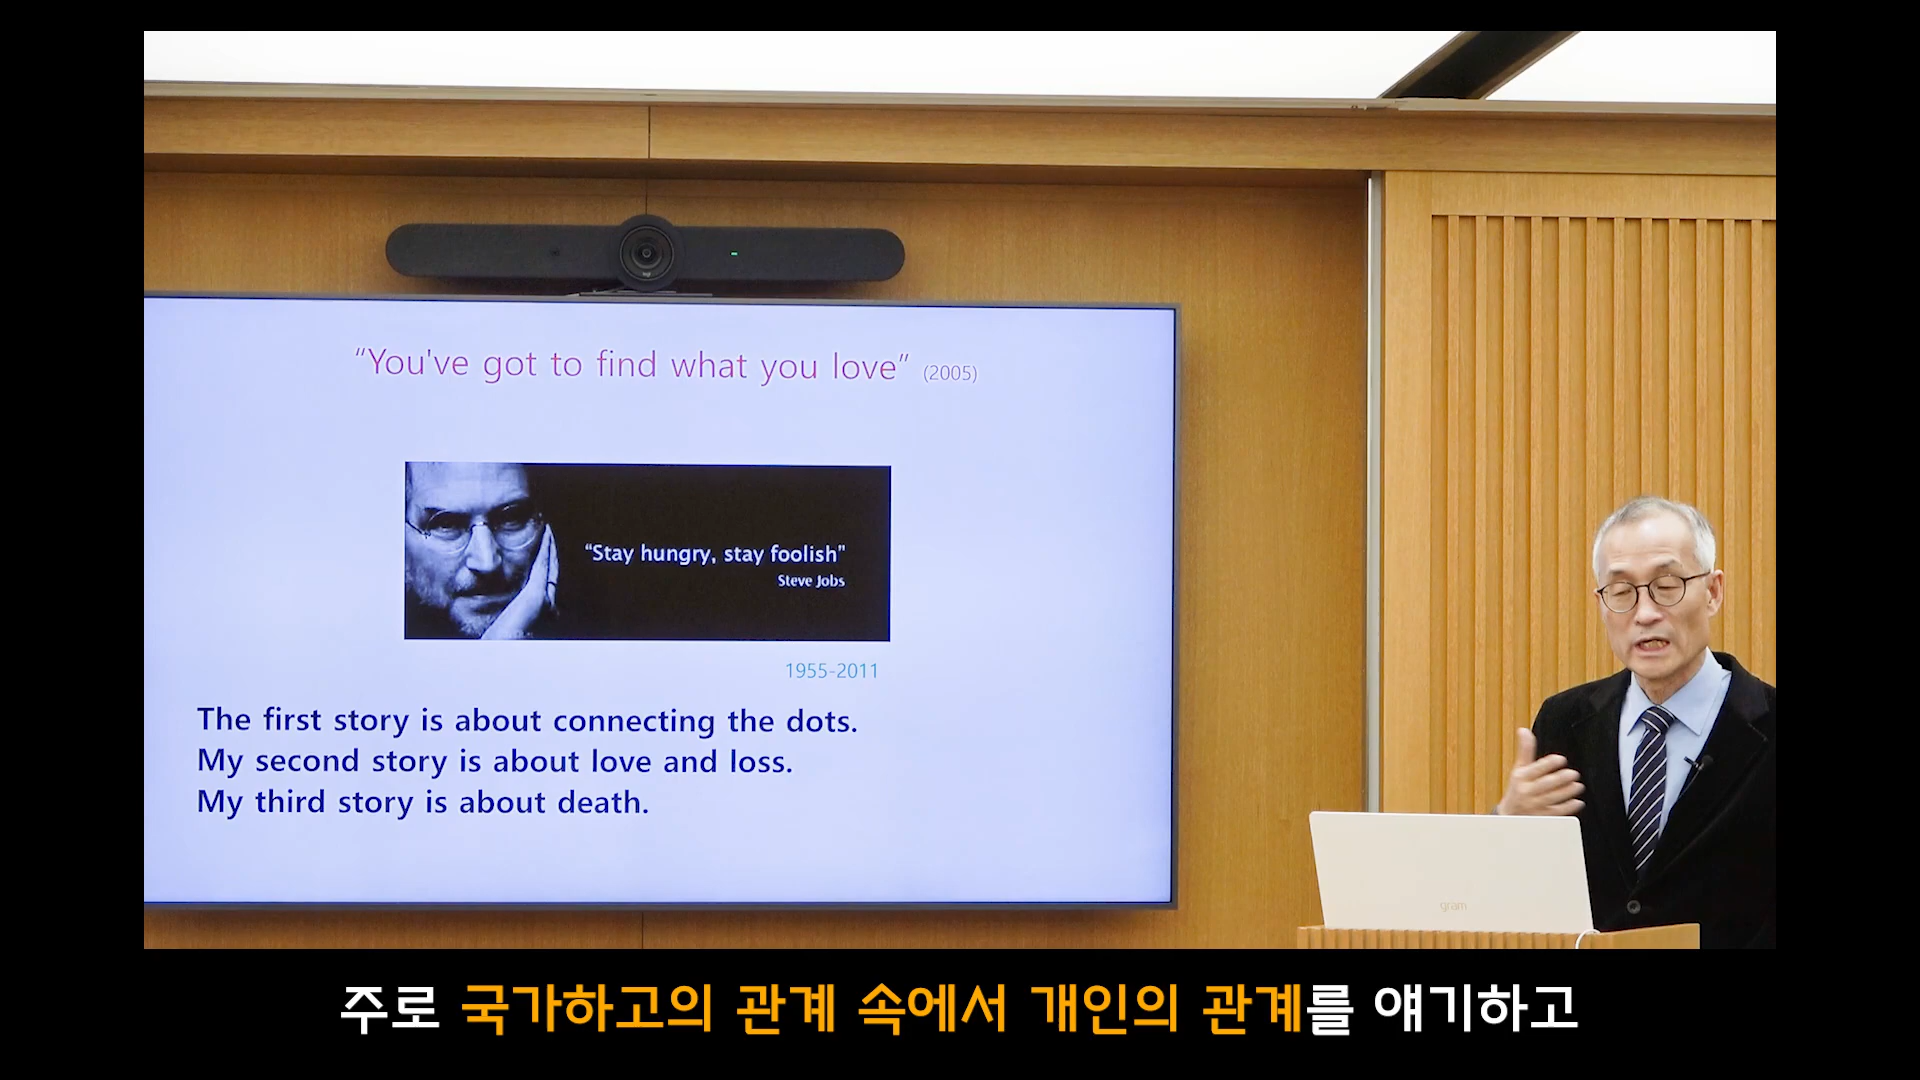 “You've got to find what you love” (2005)
“Stay hungry, stay foolish”
Steve Jobs
1955-2011
The first story is about connecting the dots.
My second story is about love and loss.
My third story is about death.
gram
주로 국가하고의 관계 속에서 개인의 관계를 얘기하고